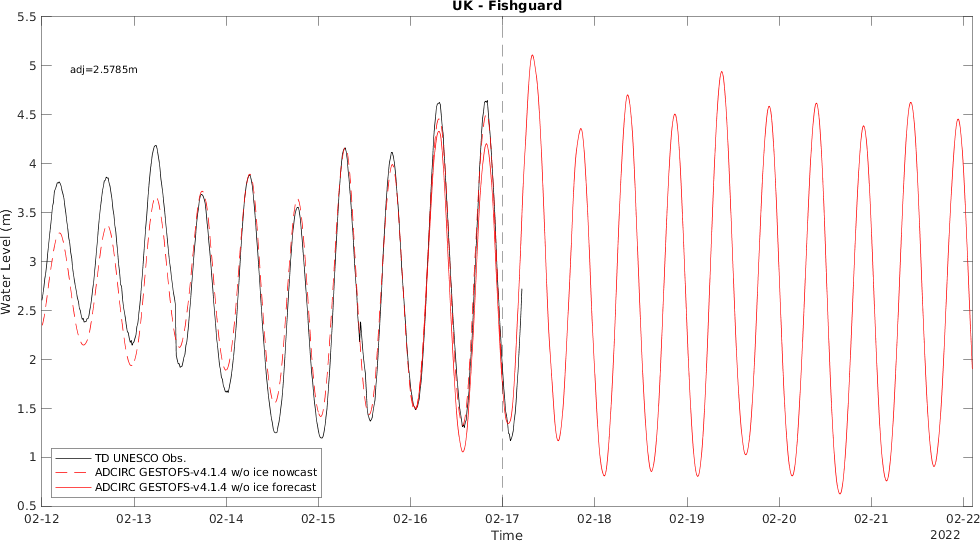 UK - Fishguard
adj=2.5785m
5.5
5
4.5
4
3.5
3
2.5
2
1.5
1
0.5
Water Level (m)
TD UNESCO Obs.
ADCIRC GESTOFS-v4.1.4 w/o ice nowcast
ADCIRC GESTOFS-v4.1.4 w/o ice forecast
02-12 02-13 02-14 02-15 02-16 02-17 02-18 02-19 02-20 02-21 02-22
Time
2022